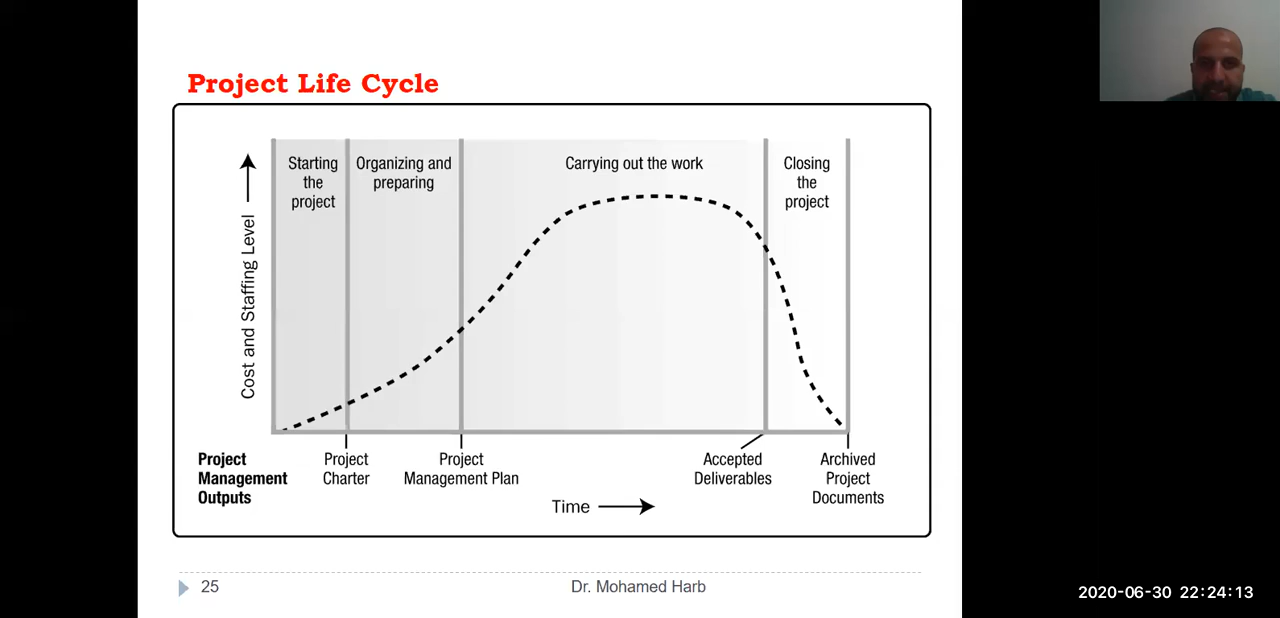 Project Life Cycle
Starting
the
project
Organizing and
preparing
Carrying out the work
Closing
the
project
Cost and Staffing Level
Project
Management
Outputs
Project
Charter
Project
Management Plan
Accepted
Deliverables
Archived
Project
Documents
Time
25
Dr. Mohamed Harb
2020-06-30 22:24:13